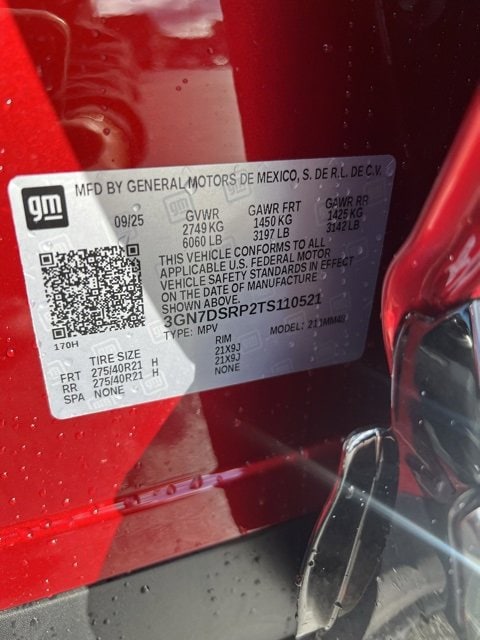 gm
MFD BY GENERAL MOTORS DE MEXICO, S. DE R.L. DE C.V.
09/25 GVWR GAWR FRT GAWR RR
2749 KG 1450 KG 1425 KG
6060 LB 3197 LB 3142 LB
THIS VEHICLE CONFORMS TO ALL
APPLICABLE U.S. FEDERAL MOTOR
VEHICLE SAFETY STANDARDS IN EFFECT
ON THE DATE OF MANUFACTURE
SHOWN ABOVE.
3GN7DSRP2TS110521
TYPE: MPV MODEL:
170H
TIRE SIZE RIM
FRT 275/40R21 H 21X9J
RR 275/40R21 H 21X9J
SPA NONE NONE